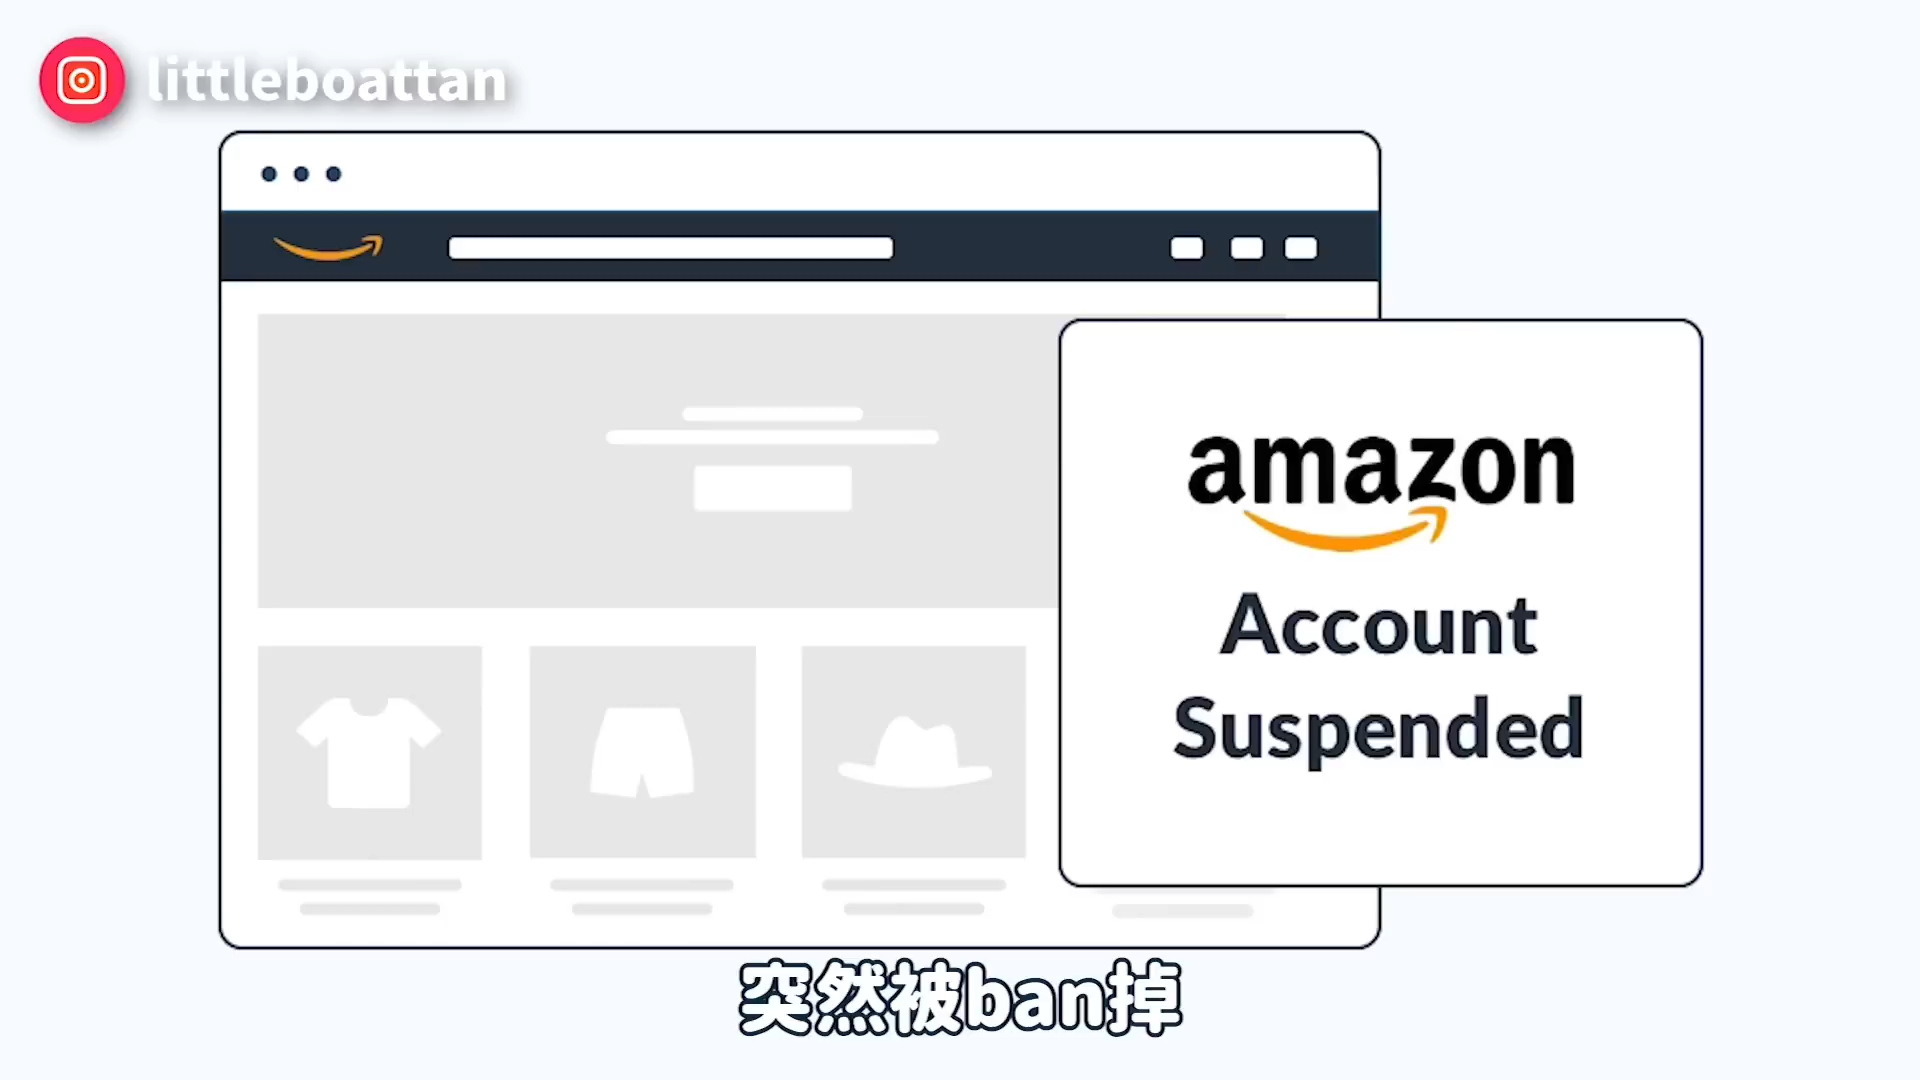 littleboattan
amazon
Account
Suspended
突然被ban掉